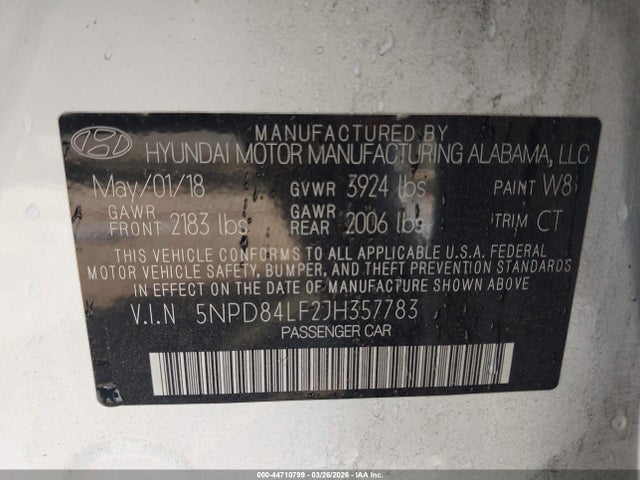 MANUFACTURED BY
HYUNDAI MOTOR MANUFACTURING ALABAMA, LLC
May/01/18 GVWR 3924 lbs PAINT W8
GAWR FRONT 2183 lbs GAWR REAR 2006 lbs TRIM CT
THIS VEHICLE CONFORMS TO ALL APPLICABLE U.S.A. FEDERAL
MOTOR VEHICLE SAFETY, BUMPER, AND THEFT PREVENTION
STANDARDS IN EFFECT ON THE DATE OF MANUFACTURE SHOWN ABOVE.
V.I.N 5NPD84LF2JH357783
PASSENGER CAR
000-44710799 03/26/2026